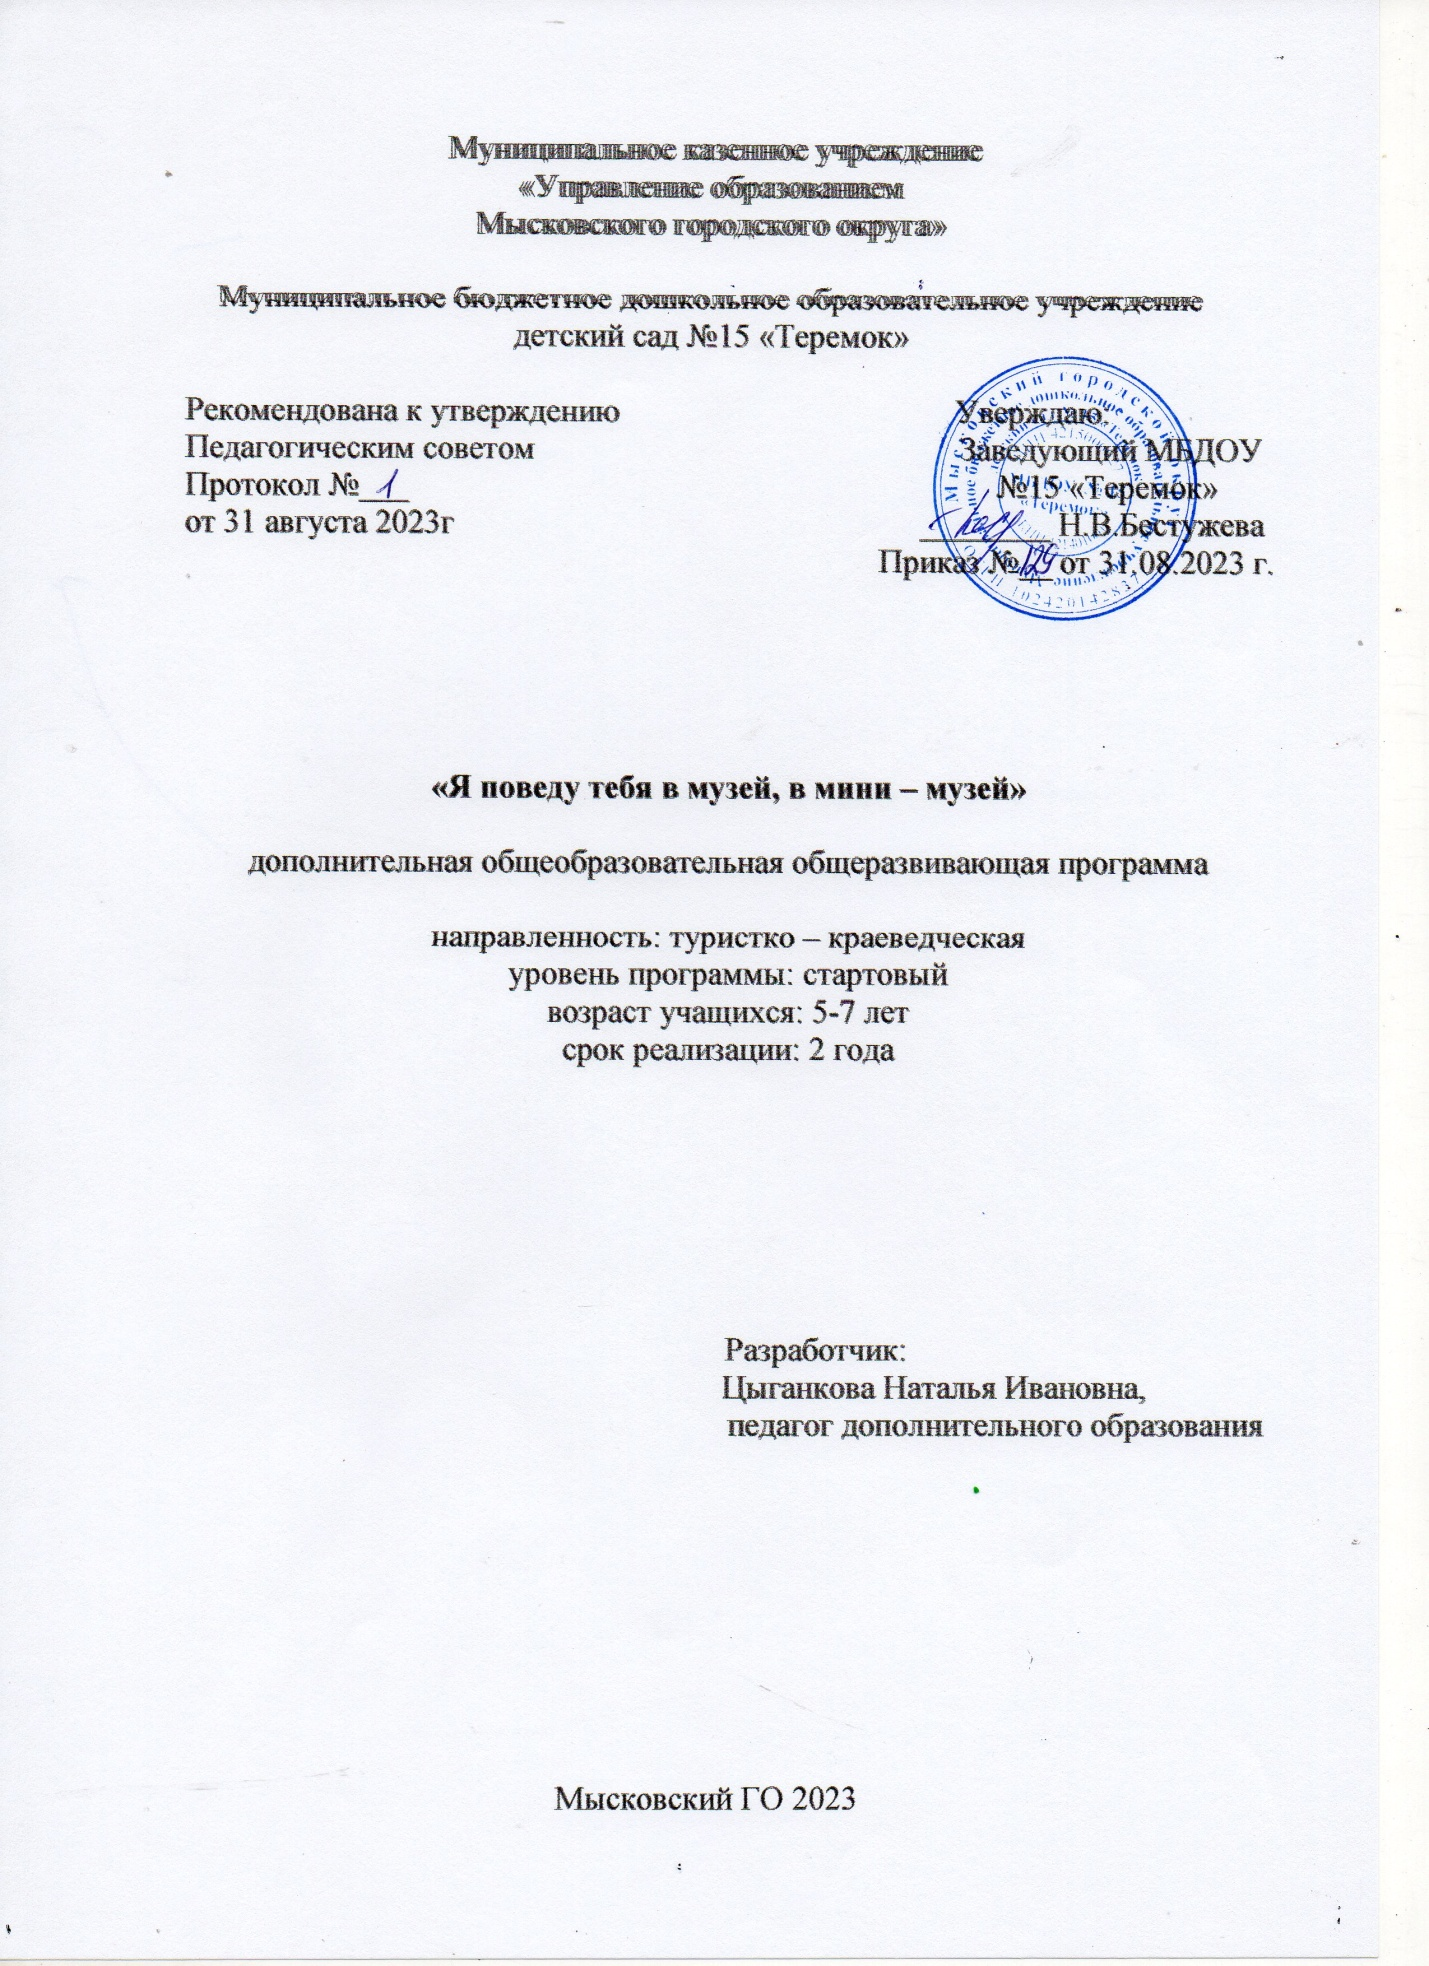 Муниципальное казенное учреждение
«Управление образованием
Мысковского городского округа»
Муниципальное бюджетное дошкольное образовательное учреждение
детский сад №15 «Теремок»
Рекомендована к утверждению
Педагогическим советом
Протокол №_1_
от 31 августа 2023г
Утверждаю:
Заведующий МБДОУ
№15 «Теремок»
________ Н.В.Бестужева
Приказ №129 от 31.08.2023 г.
«Я поведу тебя в музей, в мини – музей»
дополнительная общеобразовательная общеразвивающая программа
направленность: туристко – краеведческая
уровень программы: стартовый
возраст учащихся: 5-7 лет
срок реализации: 2 года
Разработчик:
Цыганкова Наталья Ивановна,
педагог дополнительного образования
Мысковский ГО 2023